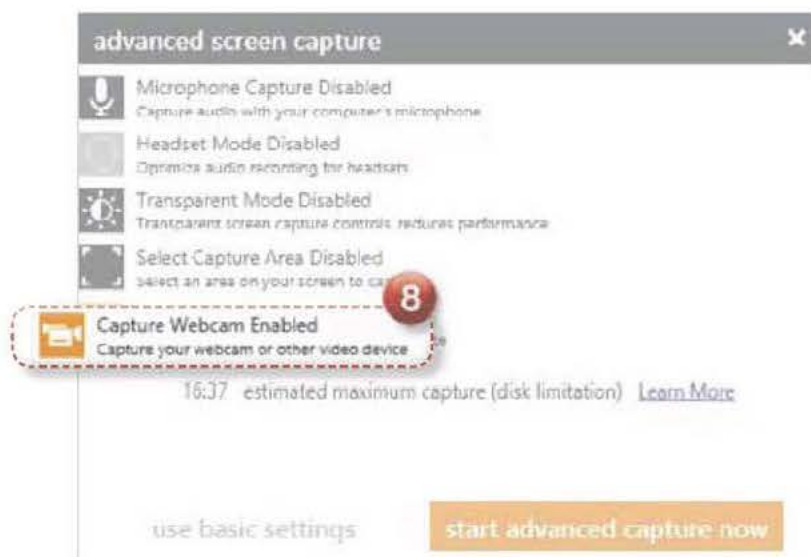 advanced screen capture
Microphone Capture Disabled
Capture audio with your computer's microphone
Headset Mode Disabled
Optimize audio recording for headsets
Transparent Mode Disabled
Transparent screen capture controls, reduces performance
Select Capture Area Disabled
Select an area on your screen to
8
Capture Webcam Enabled
Capture your webcam or other video device
16:37 estimated maximum capture (disk limitation) Learn More
use basic settings
start advanced capture now